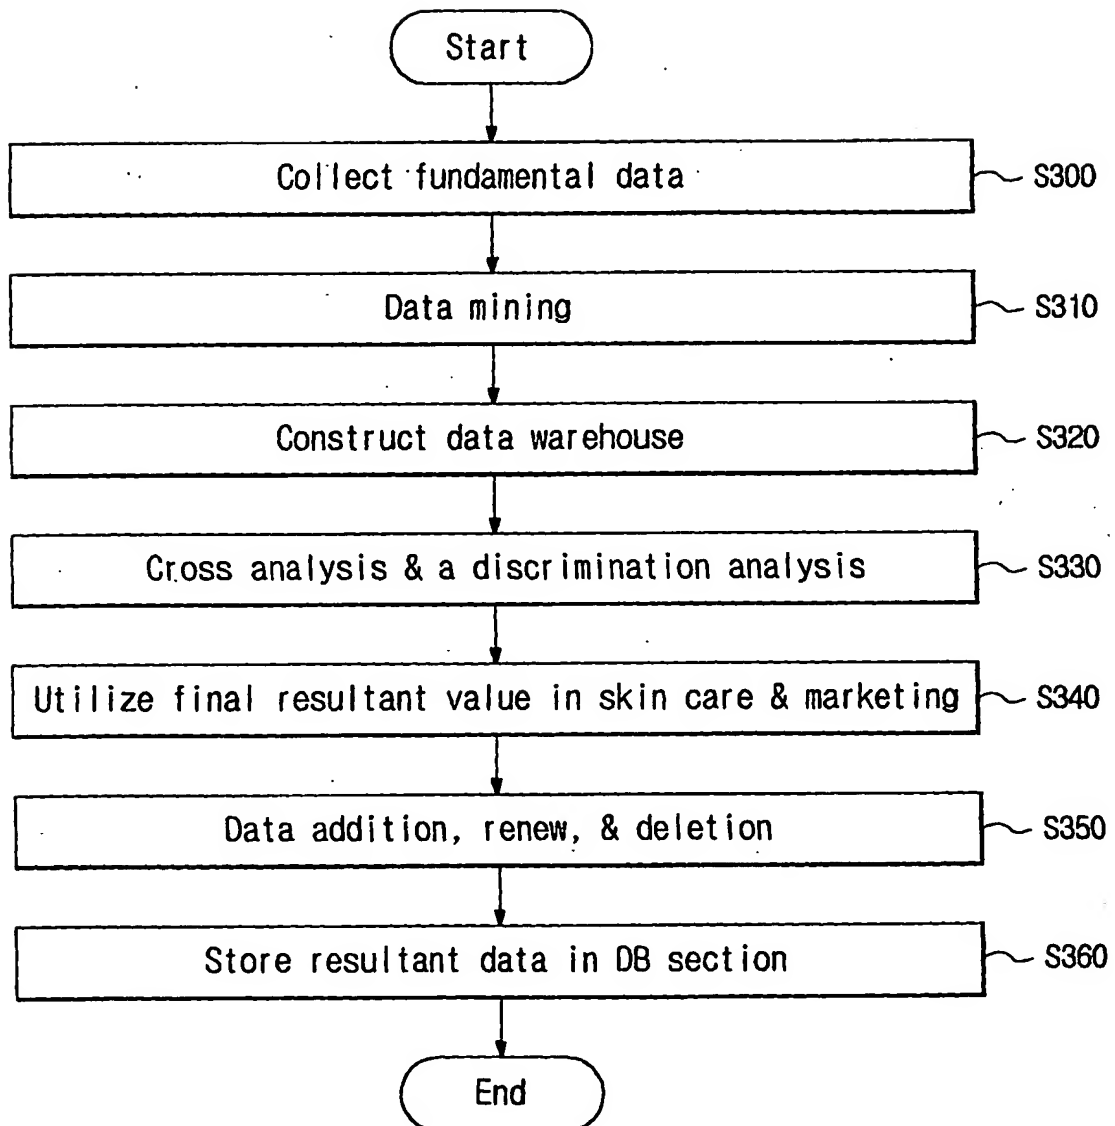 Start
Collect fundamental data
S300
Data mining
S310
Construct data warehouse
S320
Cross analysis & a discrimination analysis
S330
Utilize final resultant value in skin care & marketing
S340
Data addition, renew, & deletion
S350
Store resultant data in DB section
S360
End